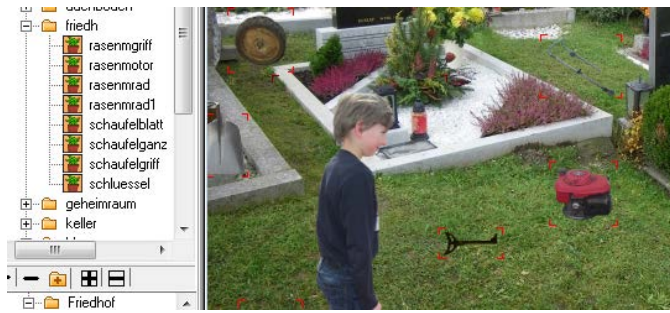 dachboden
friedh
rasenmgriff
rasenmotor
rasenmrad
rasenmrad1
schaufelblatt
schaufelganz
schaufelgriff
schluessel
geheimraum
keller
Friedhof